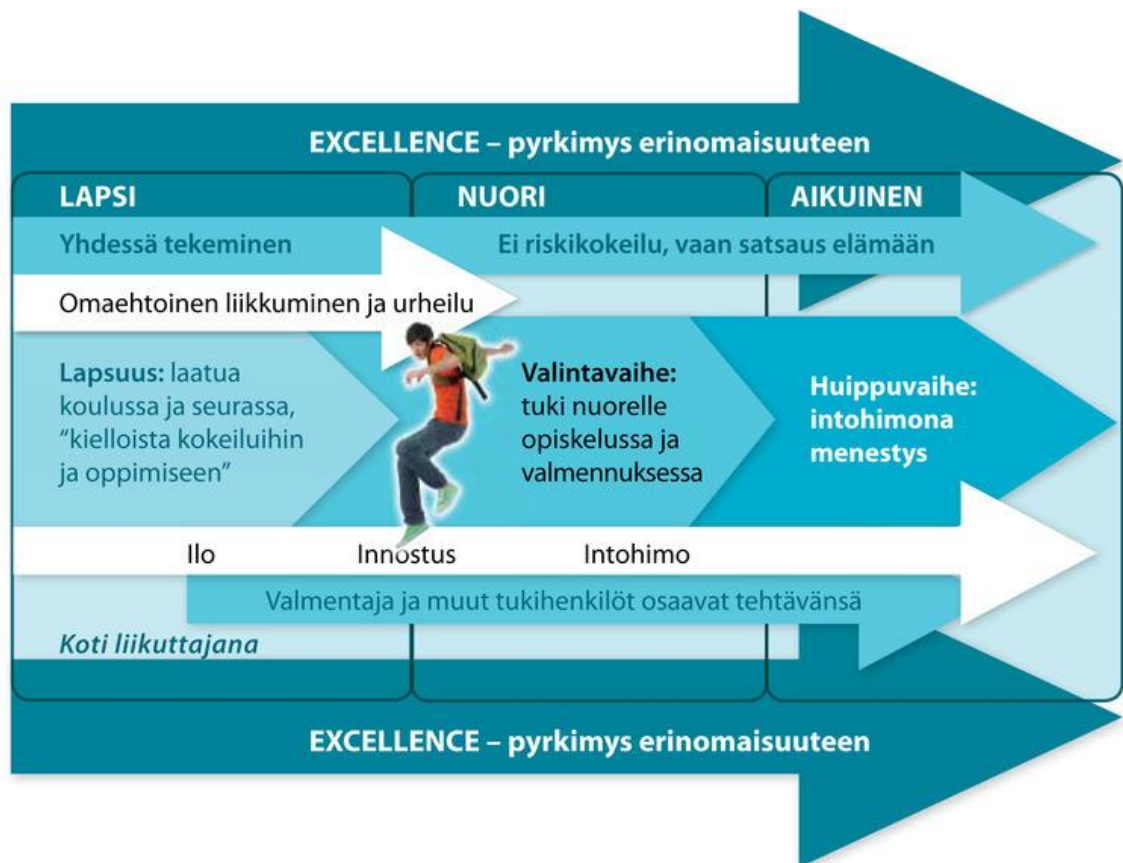 EXCELLENCE – pyrkimys erinomaisuuteen
LAPSI
NUORI
AIKUINEN
Yhdessä tekeminen
Ei riskikokeilu, vaan satsaus elämään
Omaehtoinen liikkuminen ja urheilu
Lapsuus: laatua
koulussa ja seurassa,
“kielloista kokeiluihin
ja oppimiseen”
Valintavaihe:
tuki nuorelle
opiskelussa ja
valmennuksessa
Huippuvaihe:
intohimona
menestys
Ilo
Innostus
Intohimo
Valmentaja ja muut tukihenkilöt osaavat tehtävänsä
Koti liikuttajana
EXCELLENCE – pyrkimys erinomaisuuteen